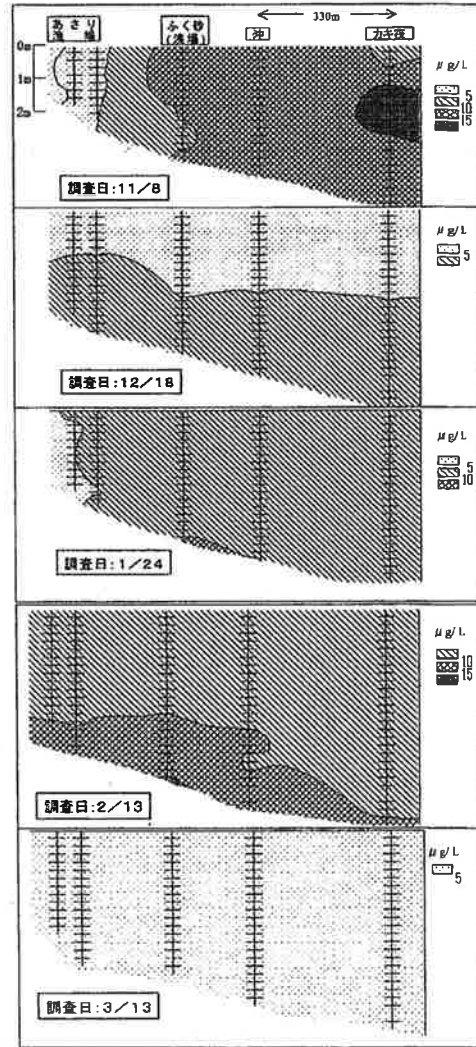 330m
あさり
漁場
ふく砂
(漁場)
沖
カキ筏
0m
1m
2m
μg/L
5
10
15
調査日:11/8
μg/L
5
調査日:12/18
μg/L
5
10
調査日:1/24
μg/L
10
15
調査日:2/13
μg/L
5
調査日:3/13